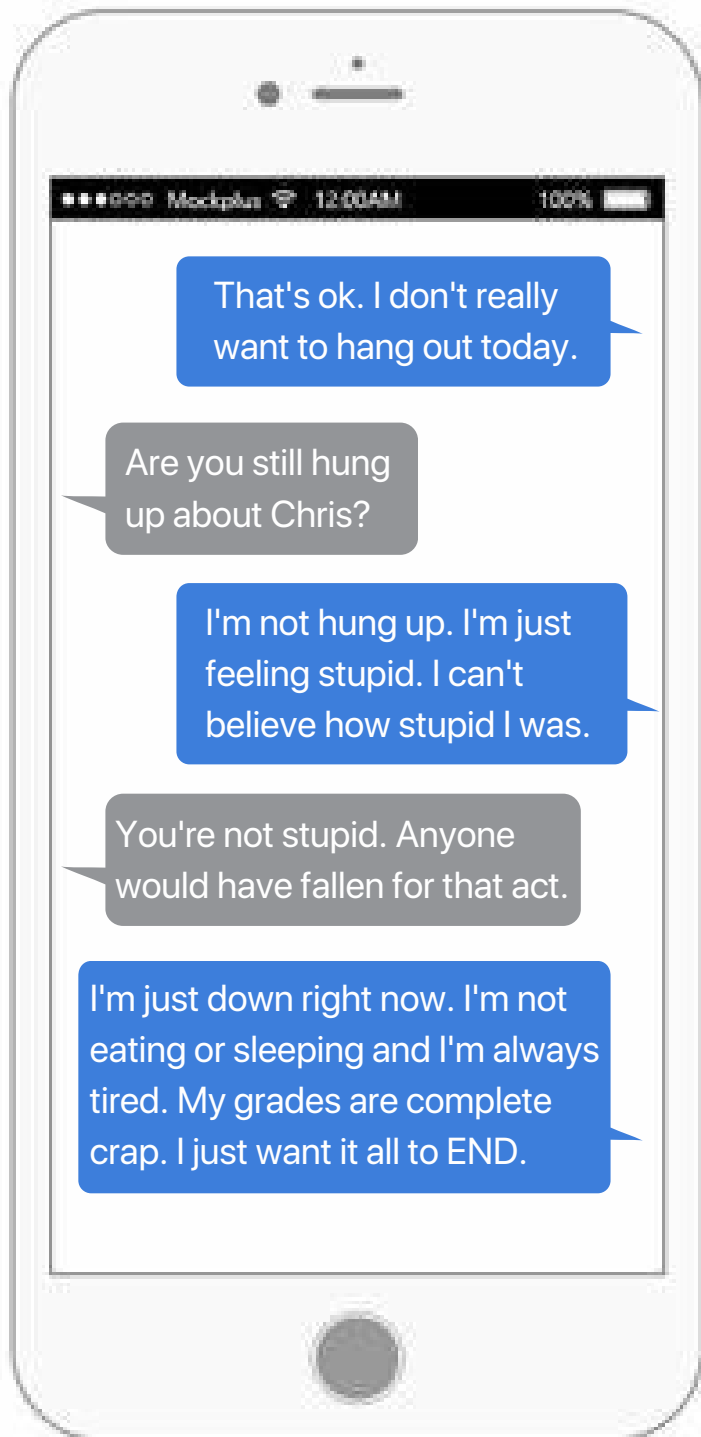 Mockplus 12:00AM 100%
That's ok. I don't really
want to hang out today.
Are you still hung
up about Chris?
I'm not hung up. I'm just
feeling stupid. I can't
believe how stupid I was.
You're not stupid. Anyone
would have fallen for that act.
I'm just down right now. I'm not
eating or sleeping and I'm always
tired. My grades are complete
crap. I just want it all to END.